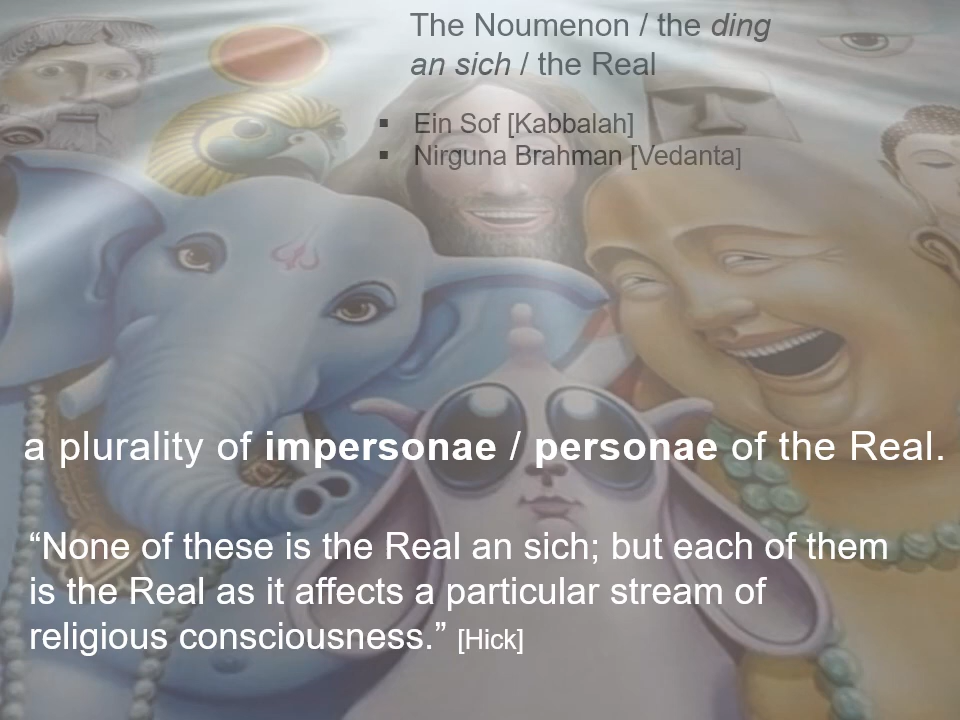 The Noumenon / the ding
an sich / the Real
▪ Ein Sof [Kabbalah]
▪ Nirguna Brahman [Vedanta]
a plurality of impersonae / personae of the Real.
“None of these is the Real an sich; but each of them
is the Real as it affects a particular stream of
religious consciousness.” [Hick]